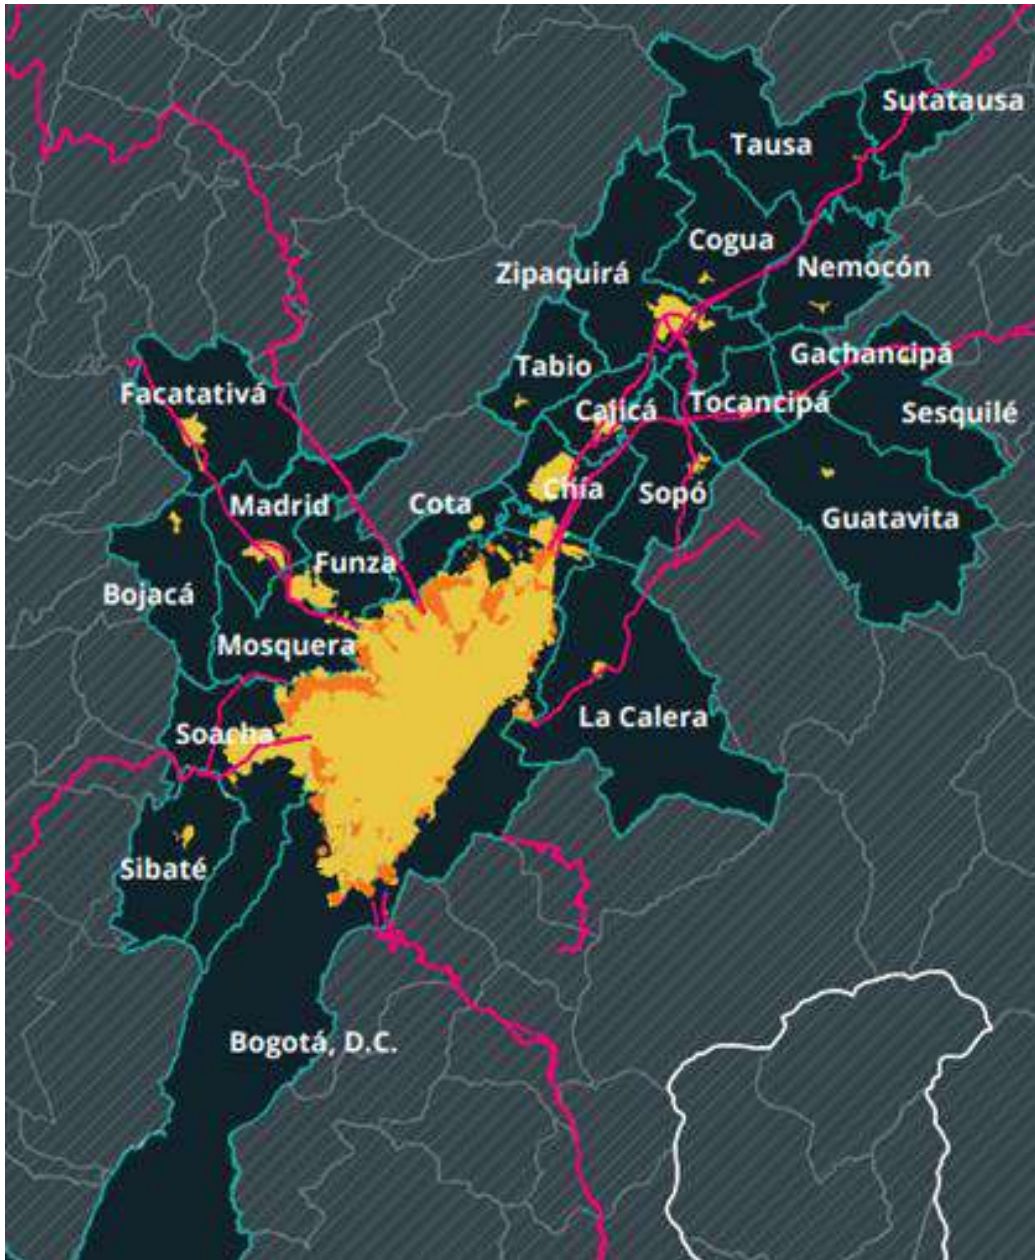 Sutatausa
Tausa
Cogua
Nemocón
Zipaquirá
Gachancipá
Tabio
Facatativá
Cajicá
Tocancipá
Sesquilé
Chía
Sopó
Cota
Madrid
Guatavita
Funza
Bojacá
Mosquera
La Calera
Soacha
Sibaté
Bogotá, D.C.